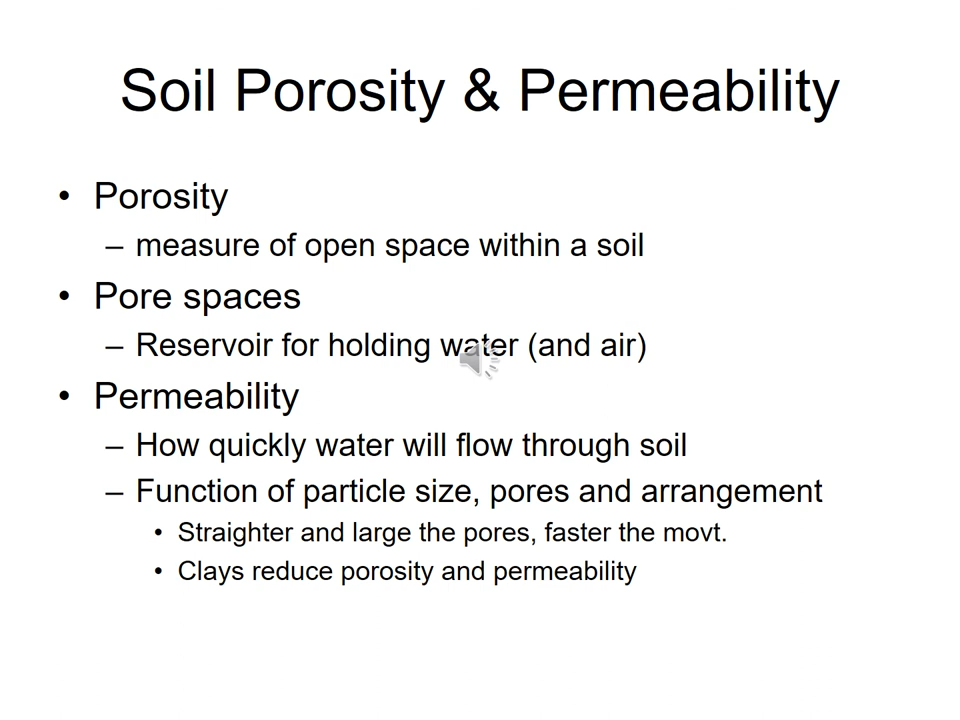 Soil Porosity & Permeability
• Porosity
– measure of open space within a soil
• Pore spaces
– Reservoir for holding water (and air)
• Permeability
– How quickly water will flow through soil
– Function of particle size, pores and arrangement
• Straighter and large the pores, faster the movt.
• Clays reduce porosity and permeability